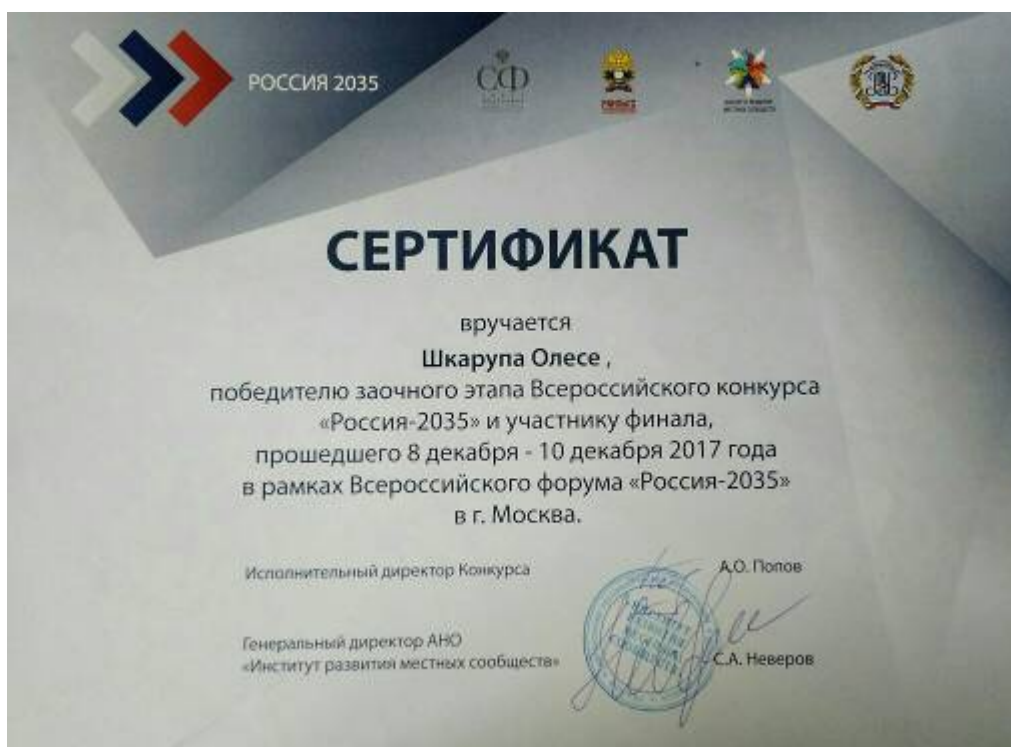 РОССИЯ 2035
СФ
СЕРТИФИКАТ
вручается
Шкарупа Олесе ,
победителю заочного этапа Всероссийского конкурса
«Россия-2035» и участнику финала,
прошедшего 8 декабря - 10 декабря 2017 года
в рамках Всероссийского форума «Россия-2035»
в г. Москва.
Исполнительный директор Конкурса
А.О. Попов
Генеральный директор АНО
«Институт развития местных сообществ»
С.А. Неверов